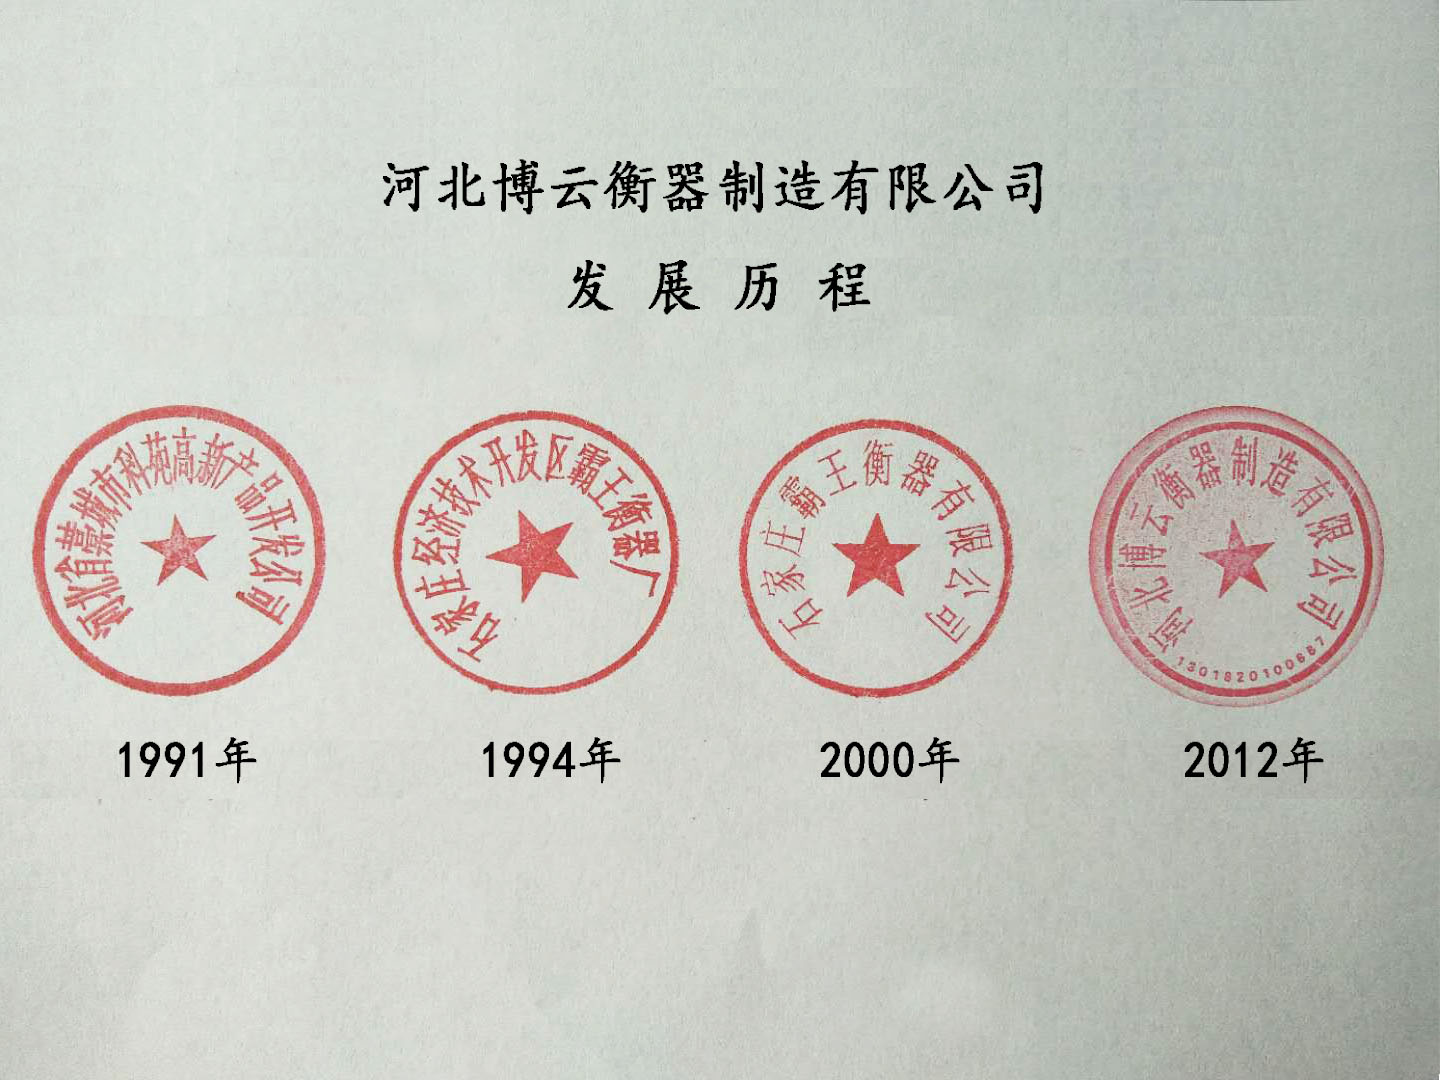 河北博云衡器制造有限公司
发展历程
河北省藁城市科苑高新产品开发公司
石家庄经济技术开发区霸王衡器厂
石家庄霸王衡器有限公司
河北博云衡器制造有限公司
1301820100887
1991年
1994年
2000年
2012年